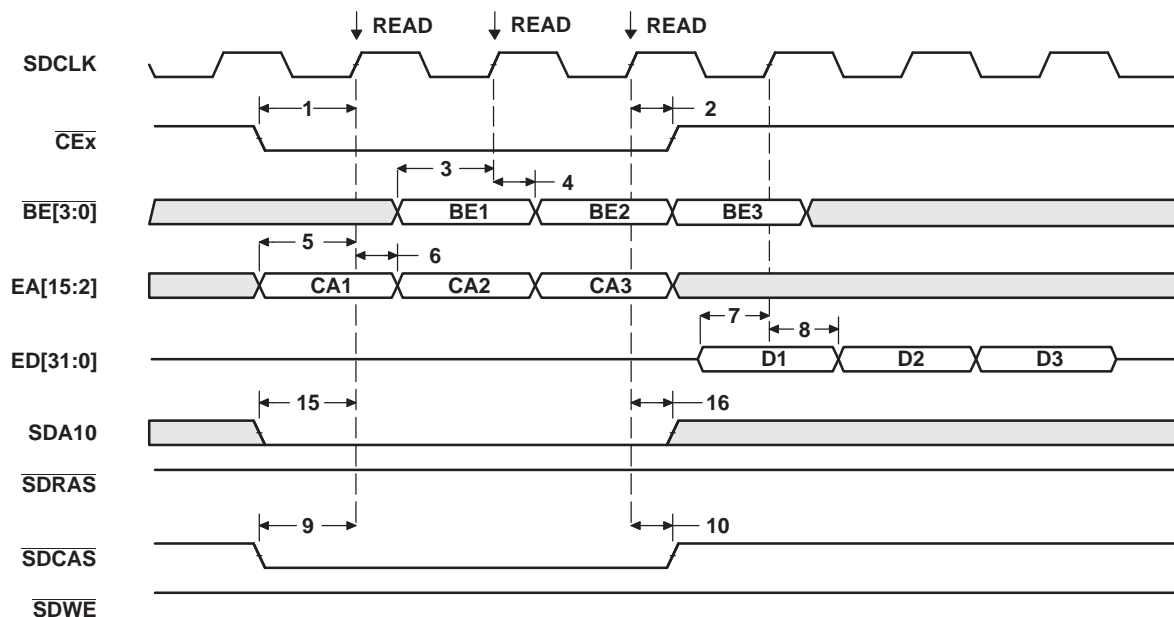 READ READ READ
SDCLK
1 2
CEx
3 4
BE[3:0] BE1 BE2 BE3
5 6
EA[15:2] CA1 CA2 CA3
7 8
ED[31:0] D1 D2 D3
15 16
SDA10
SDRAS
9 10
SDCAS
SDWE